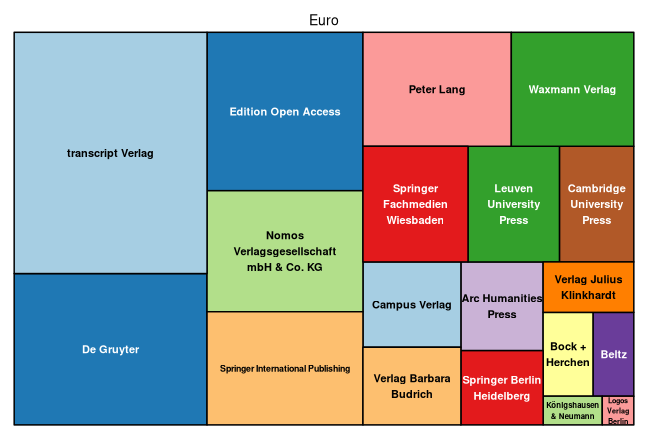 Euro
transcript Verlag
De Gruyter
Edition Open Access
Nomos
Verlagsgesellschaft
mbH & Co. KG
Springer International Publishing
Peter Lang
Waxmann Verlag
Springer
Fachmedien
Wiesbaden
Leuven
University
Press
Cambridge
University
Press
Campus Verlag
Verlag Barbara
Budrich
Arc Humanities
Press
Springer Berlin
Heidelberg
Verlag Julius
Klinkhardt
Bock +
Herchen
Beltz
Königshausen
& Neumann
Logos
Verlag
Berlin